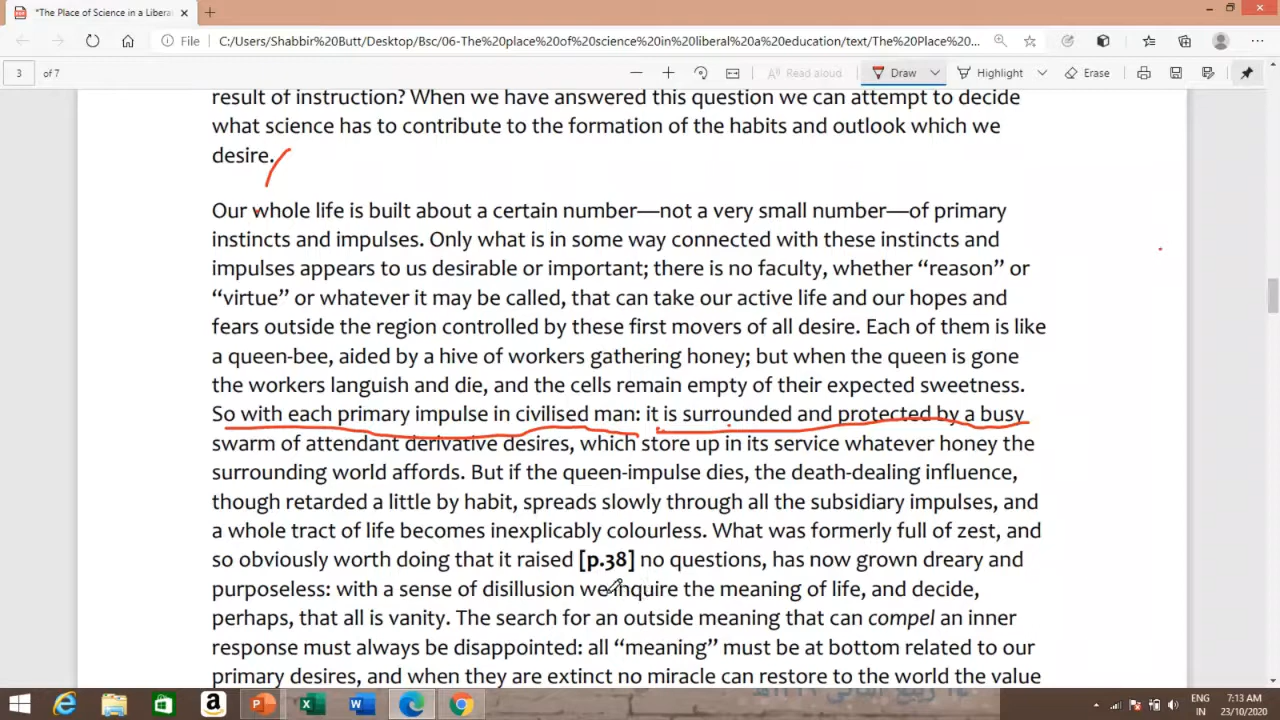 "The Place of Science in a Libera
File
C:/Users/Shabbir%20Butt/Desktop/Bsc/06-The%20place%20of%20science%20in%20liberal%20a%20education/text/The%20Place%20...
3 of 7
Read aloud
Draw
Highlight
Erase
result of instruction? When we have answered this question we can attempt to decide
what science has to contribute to the formation of the habits and outlook which we
desire.
Our whole life is built about a certain number—not a very small number—of primary
instincts and impulses. Only what is in some way connected with these instincts and
impulses appears to us desirable or important; there is no faculty, whether “reason” or
“virtue” or whatever it may be called, that can take our active life and our hopes and
fears outside the region controlled by these first movers of all desire. Each of them is like
a queen-bee, aided by a hive of workers gathering honey; but when the queen is gone
the workers languish and die, and the cells remain empty of their expected sweetness.
So with each primary impulse in civilised man: it is surrounded and protected by a busy
swarm of attendant derivative desires, which store up in its service whatever honey the
surrounding world affords. But if the queen-impulse dies, the death-dealing influence,
though retarded a little by habit, spreads slowly through all the subsidiary impulses, and
a whole tract of life becomes inexplicably colourless. What was formerly full of zest, and
so obviously worth doing that it raised [p.38] no questions, has now grown dreary and
purposeless: with a sense of disillusion we inquire the meaning of life, and decide,
perhaps, that all is vanity. The search for an outside meaning that can compel an inner
response must always be disappointed: all “meaning” must be at bottom related to our
primary desires, and when they are extinct no miracle can restore to the world the value
ENG
IN
7:13 AM
23/10/2020